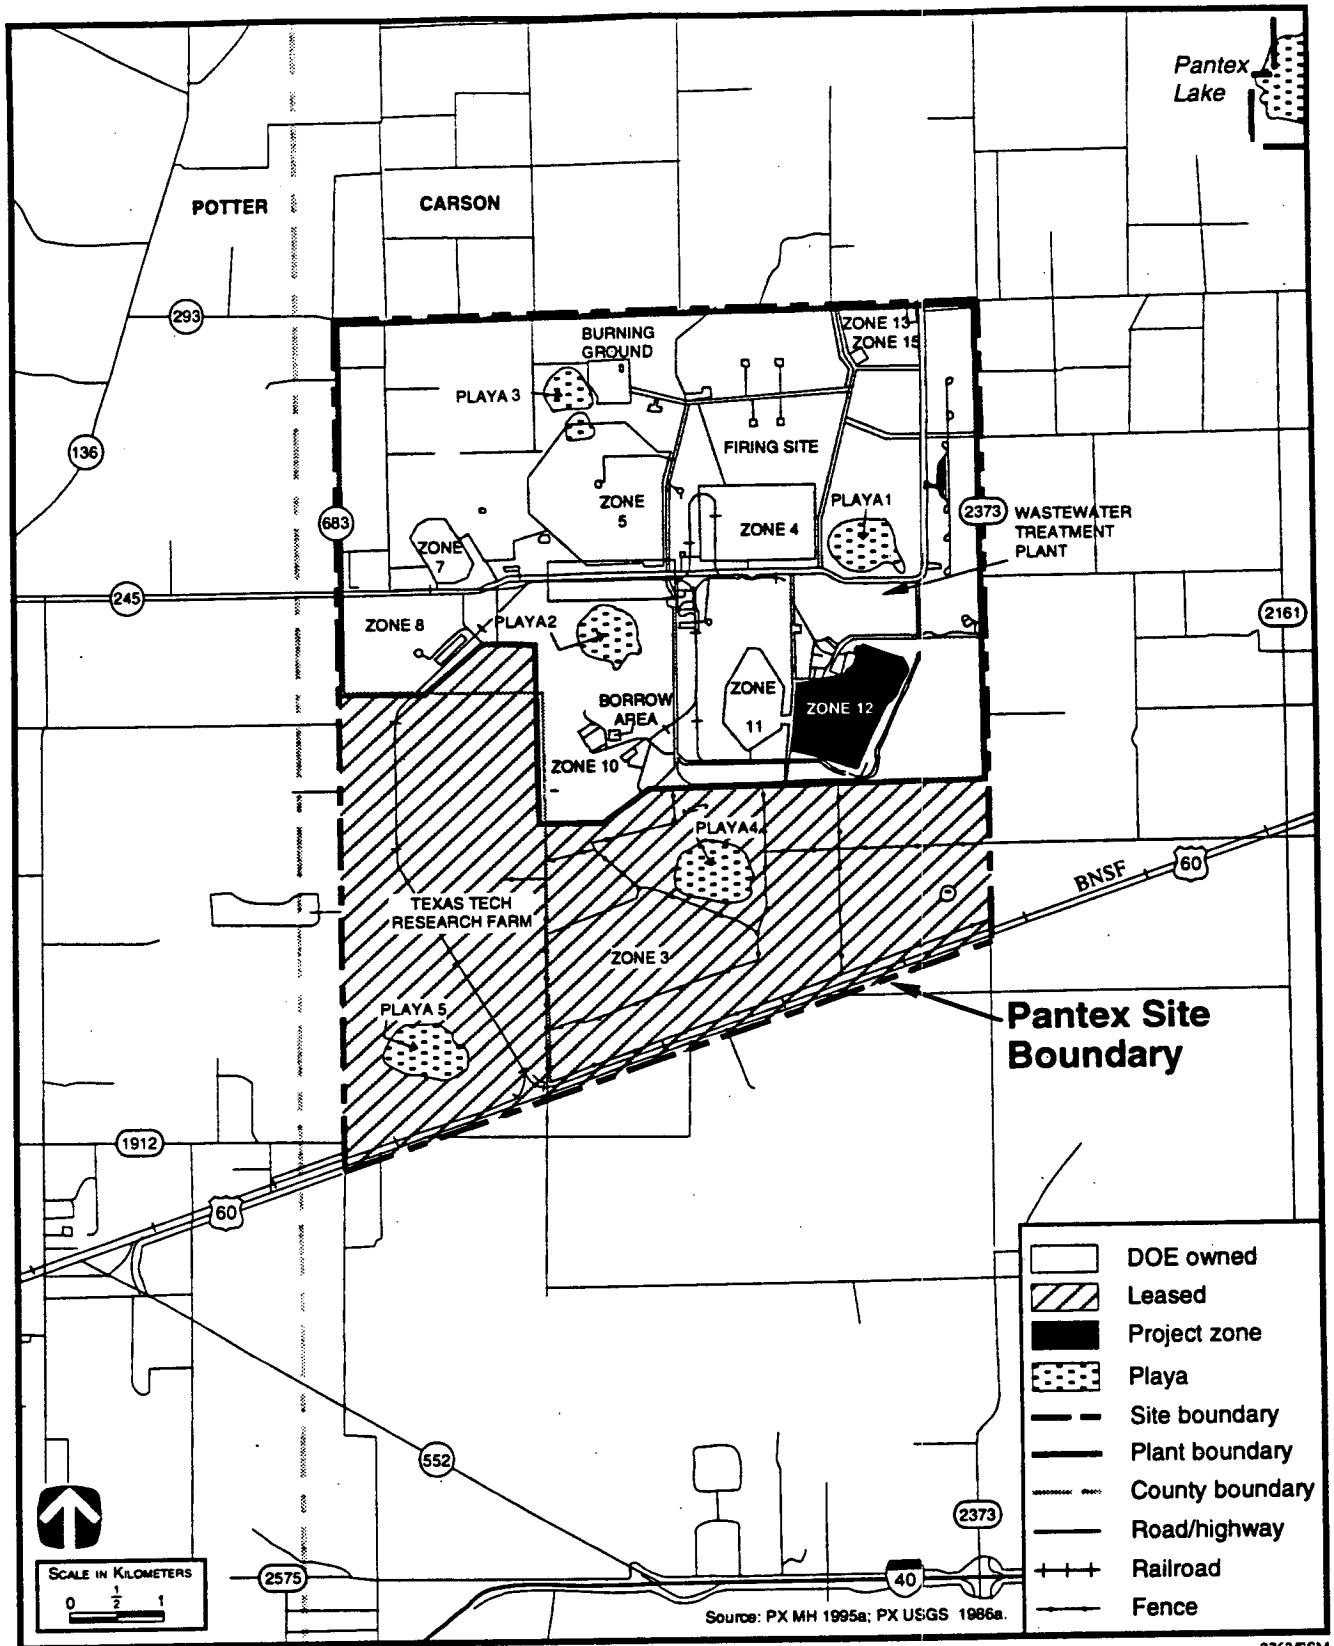 Pantex
Lake
POTTER
CARSON
293
BURNING
GROUND
ZONE 13
ZONE 15
PLAYA 3
136
FIRING SITE
683
ZONE
5
ZONE 4
PLAYA1
2373
WASTEWATER
TREATMENT
PLANT
ZONE
7
245
2161
ZONE 8
PLAYA2
ZONE
11
ZONE 12
BORROW
AREA
ZONE 10
PLAYA4
BNSF
60
TEXAS TECH
RESEARCH FARM
ZONE 3
PLAYA 5
Pantex Site
Boundary
1912
60
DOE owned
Leased
Project zone
Playa
Site boundary
Plant boundary
County boundary
Road/highway
Railroad
Fence
552
2373
SCALE IN KILOMETERS
0 1/2 1
2575
40
Source: PX MH 1995a; PX USGS 1986a.